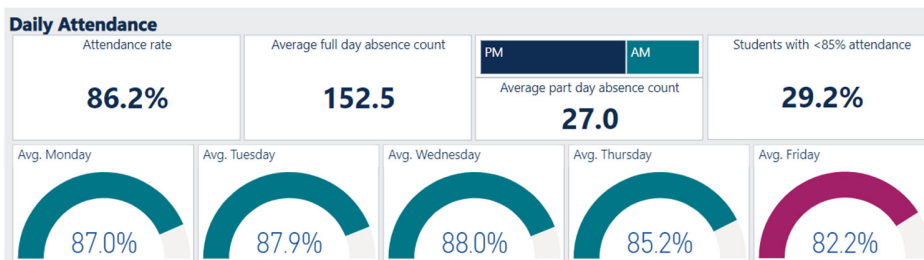 Daily Attendance
Attendance rate
86.2%
Average full day absence count
152.5
PM AM
Average part day absence count
27.0
Students with <85% attendance
29.2%
Avg. Monday
87.0%
Avg. Tuesday
87.9%
Avg. Wednesday
88.0%
Avg. Thursday
85.2%
Avg. Friday
82.2%